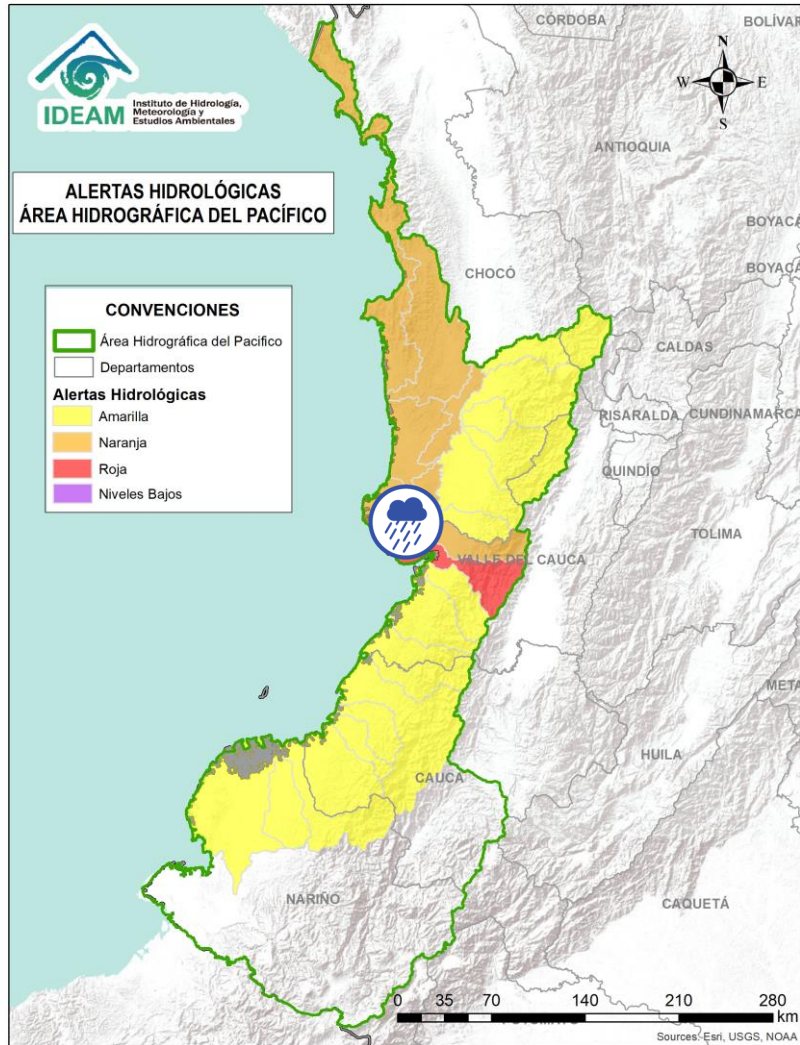 CÓRDOBA
BOLÍVAR
N
W E
S
IDEAM Instituto de Hidrología,
Meteorología y
Estudios Ambientales
ANTIOQUIA
ALERTAS HIDROLÓGICAS
ÁREA HIDROGRÁFICA DEL PACÍFICO
BOYACÁ
BOYACÁ
CHOCÓ
CONVENCIONES
Área Hidrográfica del Pacifico
Departamentos
Alertas Hidrológicas
Amarilla
Naranja
Roja
Niveles Bajos
CALDAS
RISARALDA
CUNDINAMARCA
QUINDÍO
TOLIMA
VALLE DEL CAUCA
META
HUILA
CAUCA
NARIÑO
CAQUETÁ
0 35 70 140 210 280
km
Sources: Esri, USGS, NOAA